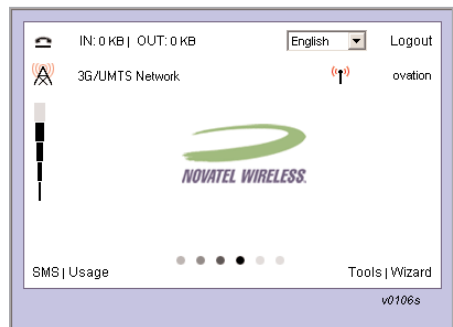 IN: 0 KB | OUT: 0 KB English Logout
3G/UMTS Network ovation
NOVATEL WIRELESS.
SMS | Usage Tools | Wizard
v0106s